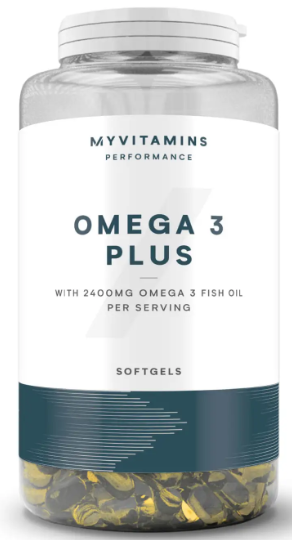 MYVITAMINS
PERFORMANCE
OMEGA 3
PLUS
WITH 2400MG OMEGA 3 FISH OIL
PER SERVING
SOFTGELS